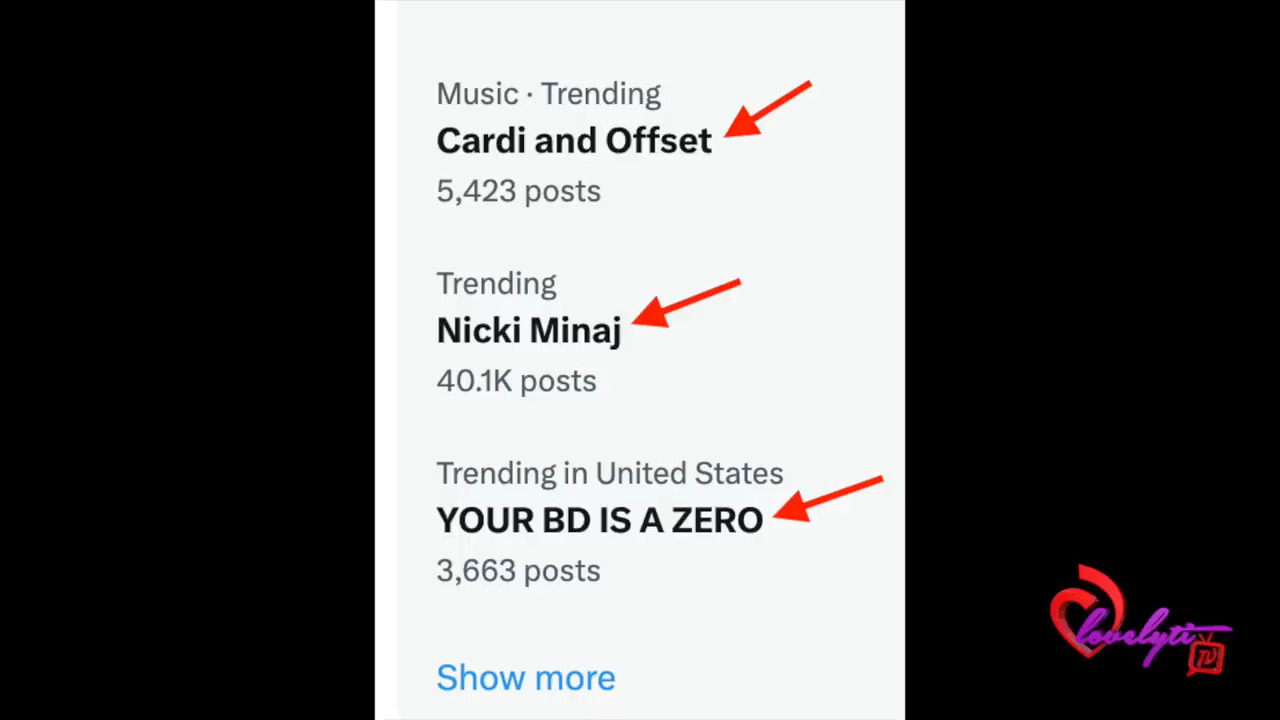 Music · Trending
Cardi and Offset
5,423 posts
Trending
Nicki Minaj
40.1K posts
Trending in United States
YOUR BD IS A ZERO
3,663 posts
Show more
lovelyti
TV